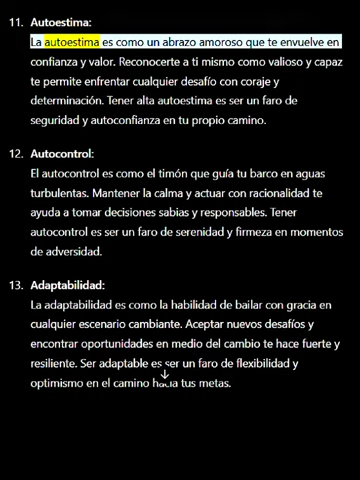 11. Autoestima:
La autoestima es como un abrazo amoroso que te envuelve en
confianza y valor. Reconocerte a ti mismo como valioso y capaz
te permite enfrentar cualquier desafío con coraje y
determinación. Tener alta autoestima es ser un faro de
seguridad y autoconfianza en tu propio camino.
12. Autocontrol:
El autocontrol es como el timón que guía tu barco en aguas
turbulentas. Mantener la calma y actuar con racionalidad te
ayuda a tomar decisiones sabias y responsables. Tener
autocontrol es ser un faro de serenidad y firmeza en momentos
de adversidad.
13. Adaptabilidad:
La adaptabilidad es como la habilidad de bailar con gracia en
cualquier escenario cambiante. Aceptar nuevos desafíos y
encontrar oportunidades en medio del cambio te hace fuerte y
resiliente. Ser adaptable es ser un faro de flexibilidad y
optimismo en el camino hacia tus metas.